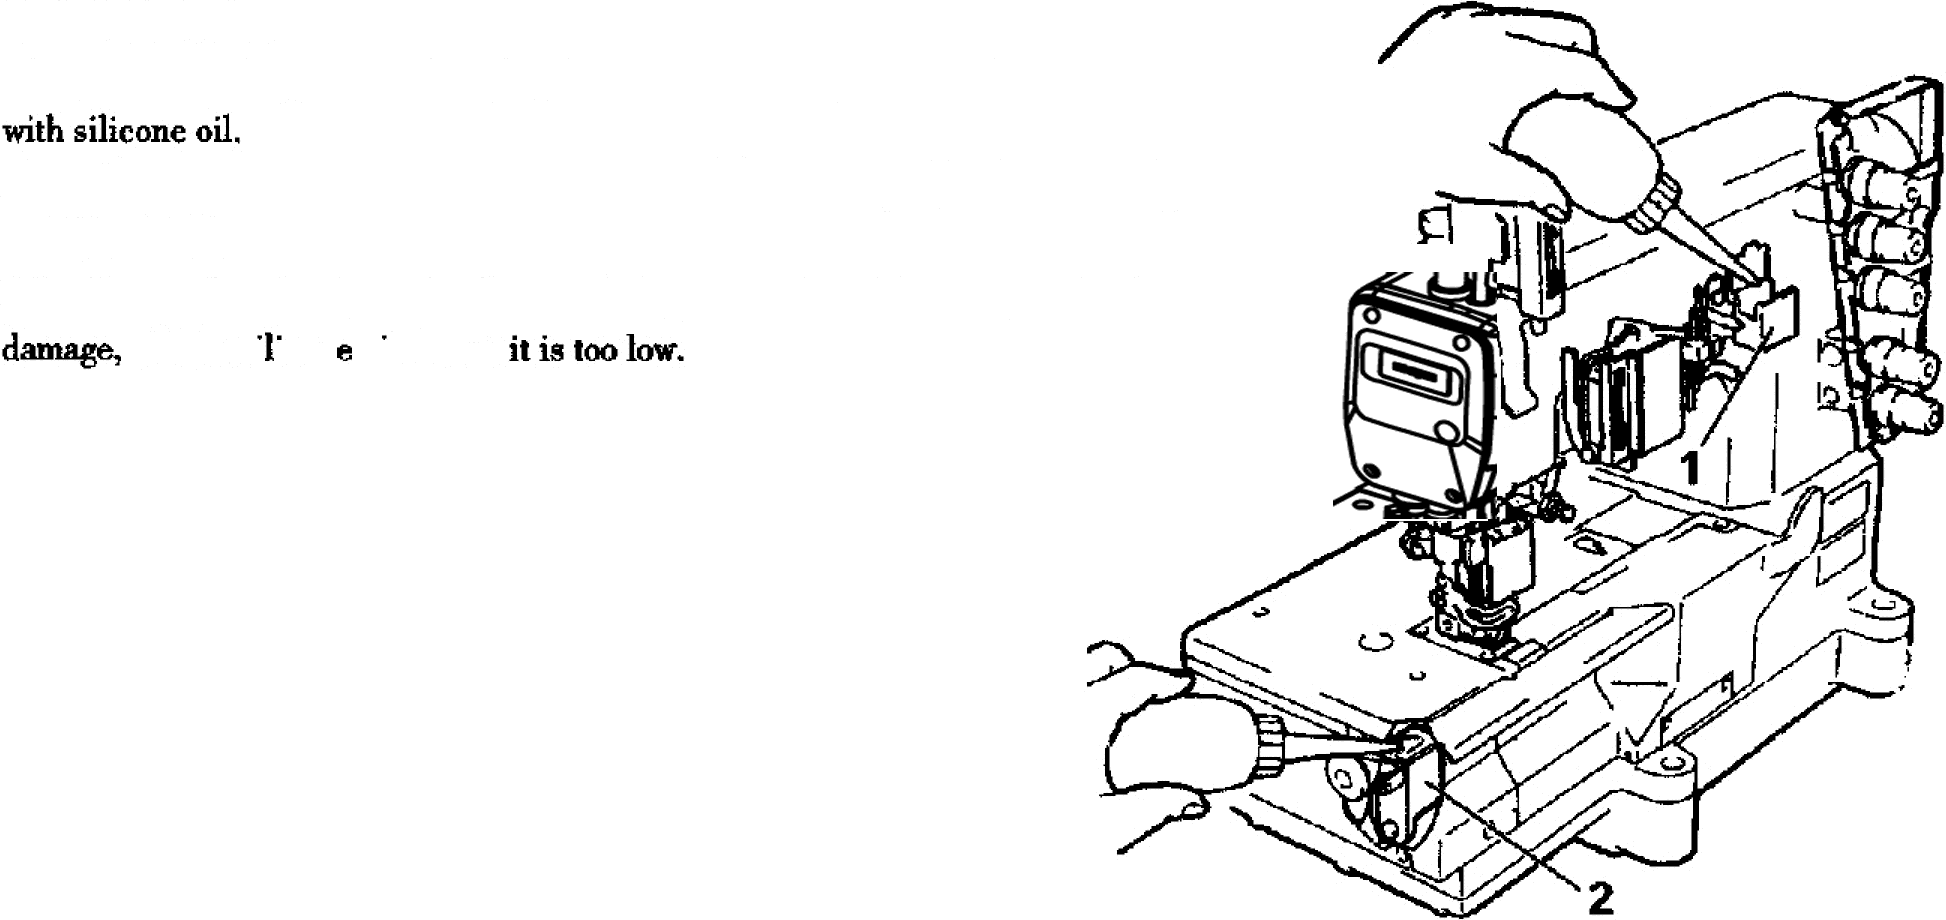 with silicone oil.
damage, it is too low.
1
2